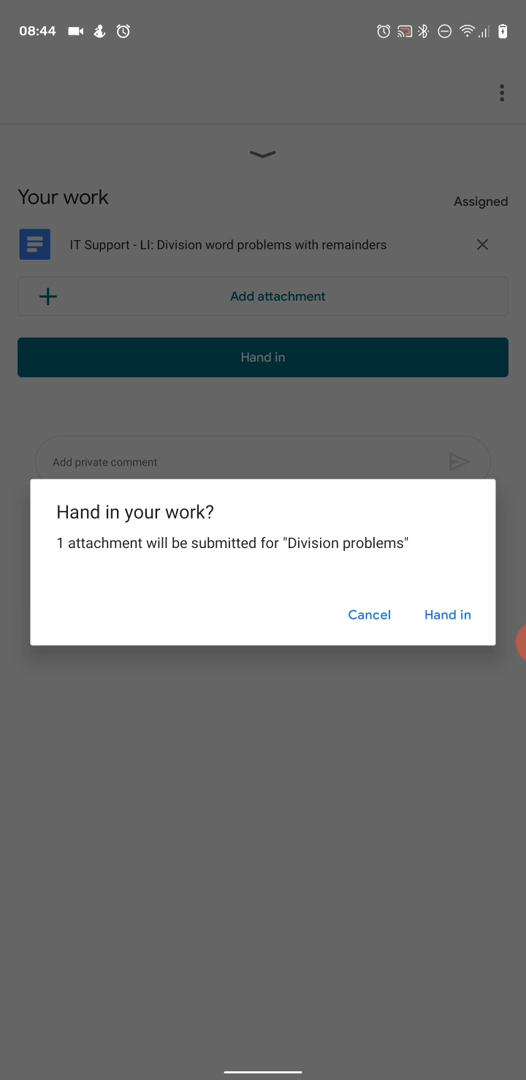 08:44
Your work
Assigned
IT Support - LI: Division word problems with remainders
Add attachment
Hand in
Add private comment
Hand in your work?
1 attachment will be submitted for "Division problems"
Cancel
Hand in